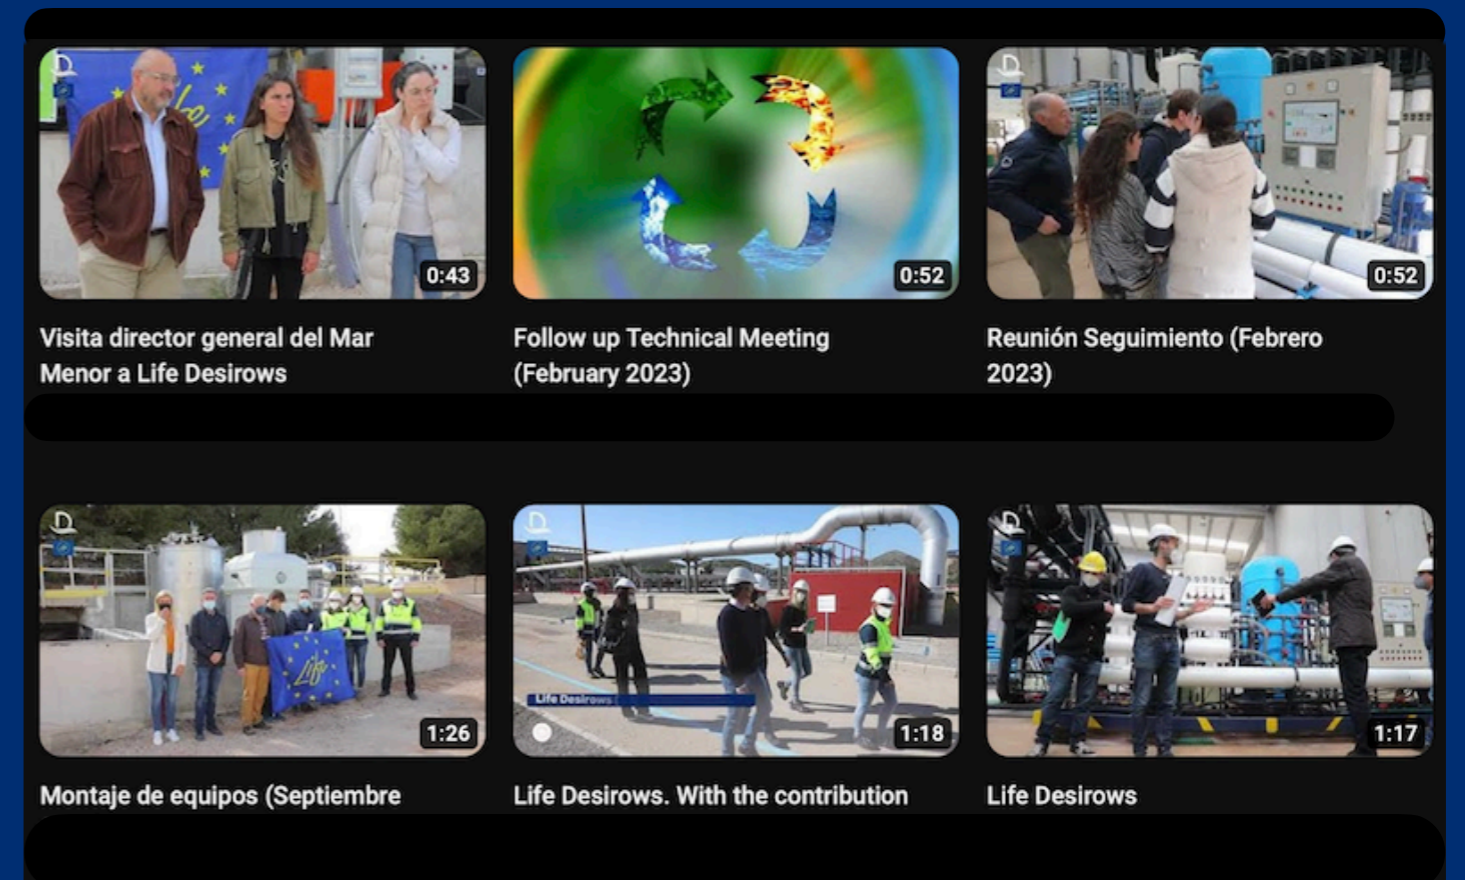 Life
0:43
0:52
0:52
Visita director general del Mar
Menor a Life Desirows
Follow up Technical Meeting
(February 2023)
Reunión Seguimiento (Febrero
2023)
Life
1:26
Life Desirows
1:18
1:17
Montaje de equipos (Septiembre
Life Desirows. With the contribution
Life Desirows